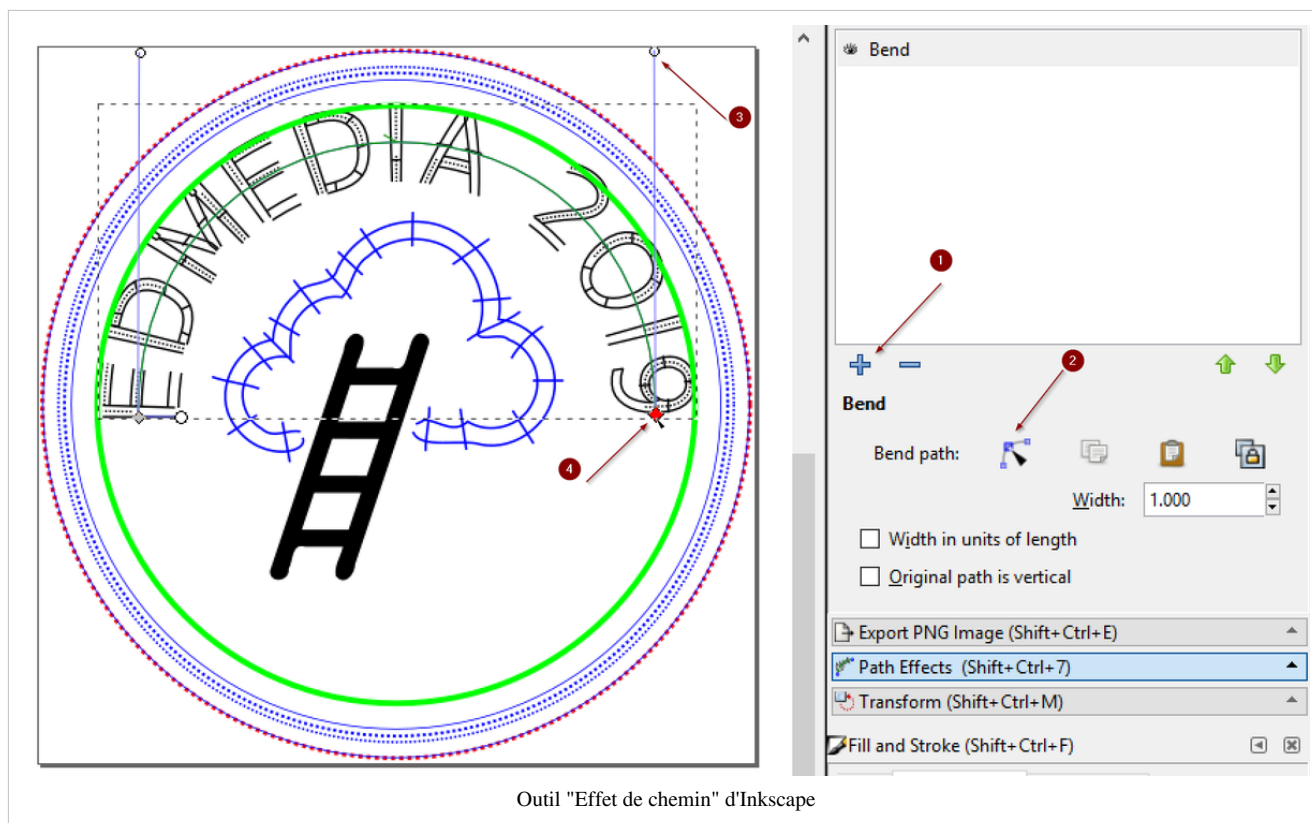 Bend
EDMEDIA 2019
3
1
2
4
Bend
Bend path:
Width: 1.000
Width in units of length
Original path is vertical
Export PNG Image (Shift+Ctrl+E)
Path Effects (Shift+Ctrl+7)
Transform (Shift+Ctrl+M)
Fill and Stroke (Shift+Ctrl+F)
Outil "Effet de chemin" d'Inkscape